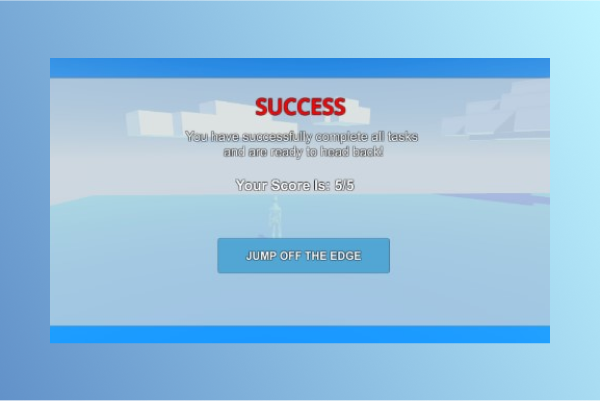 SUCCESS
You have successfully complete all tasks
and are ready to head back!
Your Score Is: 5/5
JUMP OFF THE EDGE